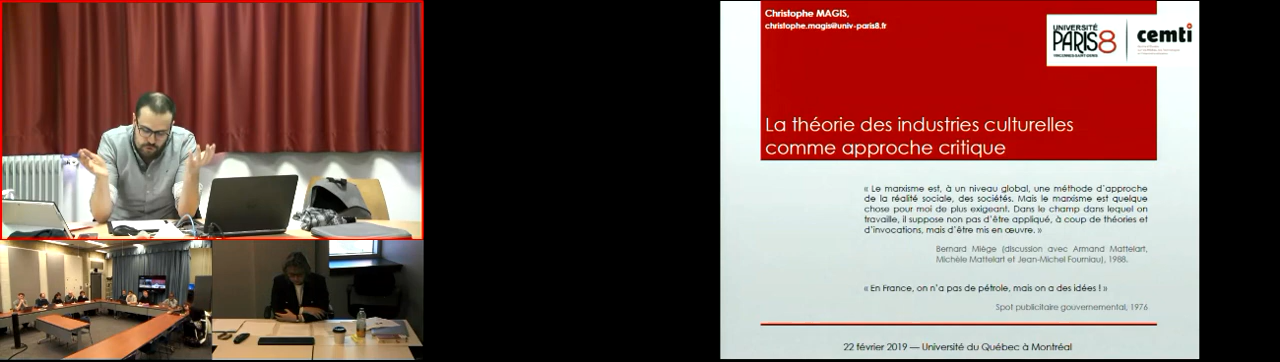 Christophe MAGIS,
christophe.magis@univ-paris8.fr
UNIVERSITÉ
PARIS8
VINCENNES-SAINT-DENIS
cemti
La théorie des industries culturelles
comme approche critique
« Le marxisme est, à un niveau global, une méthode d'approche
de la réalité sociale, des sociétés. Mais le marxisme est quelque
chose pour moi de plus exigeant. Dans le champ dans lequel on
travaille, il suppose non pas d'être appliqué, à coup de théories et
d'invocations, mais d'être mis en œuvre. »
Bernard Miège (discussion avec Armand Mattelart,
Michèle Mattelart et Jean-Michel Fourniau), 1988.
« En France, on n'a pas de pétrole, mais on a des idées ! »
Spot publicitaire gouvernemental, 1976
22 février 2019 — Université du Québec à Montréal